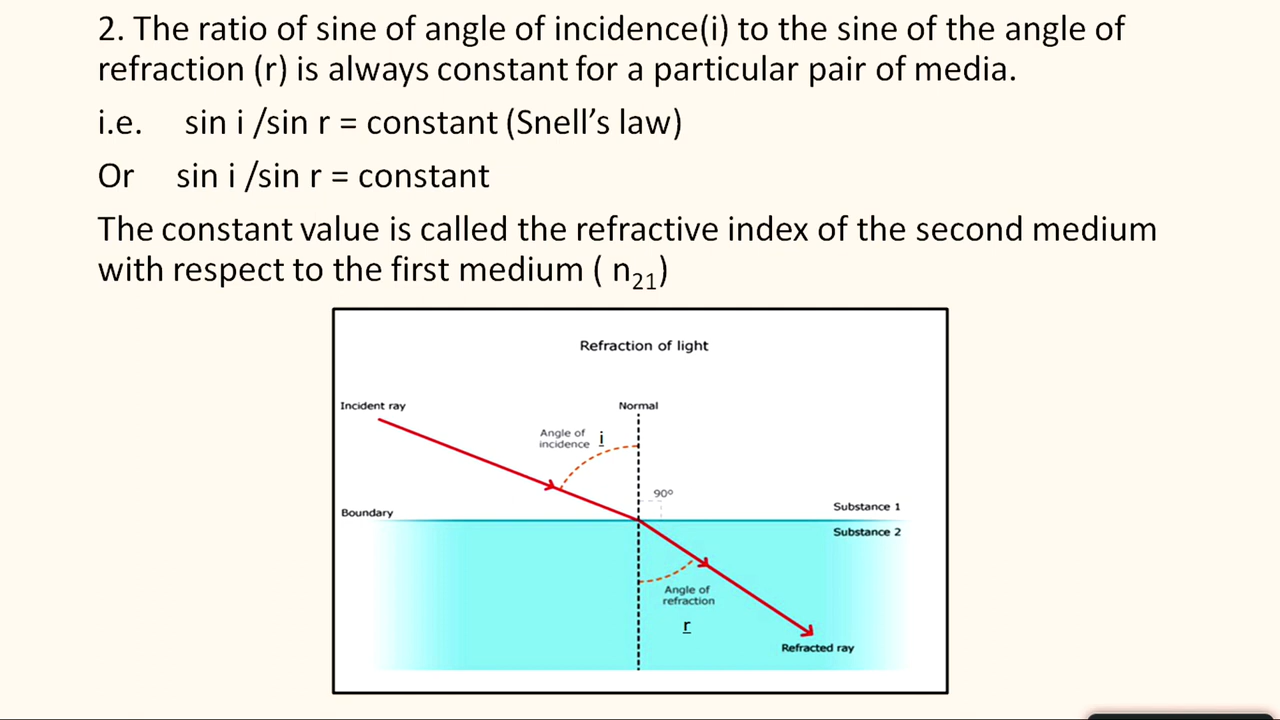 2. The ratio of sine of angle of incidence(i) to the sine of the angle of
refraction (r) is always constant for a particular pair of media.
i.e. sin i /sin r = constant (Snell’s law)
Or sin i /sin r = constant
The constant value is called the refractive index of the second medium
with respect to the first medium ( n₂₁)
Refraction of light
Incident ray
Normal
Angle of
incidence i
90º
Boundary
Substance 1
Substance 2
Angle of
refraction
r
Refracted ray